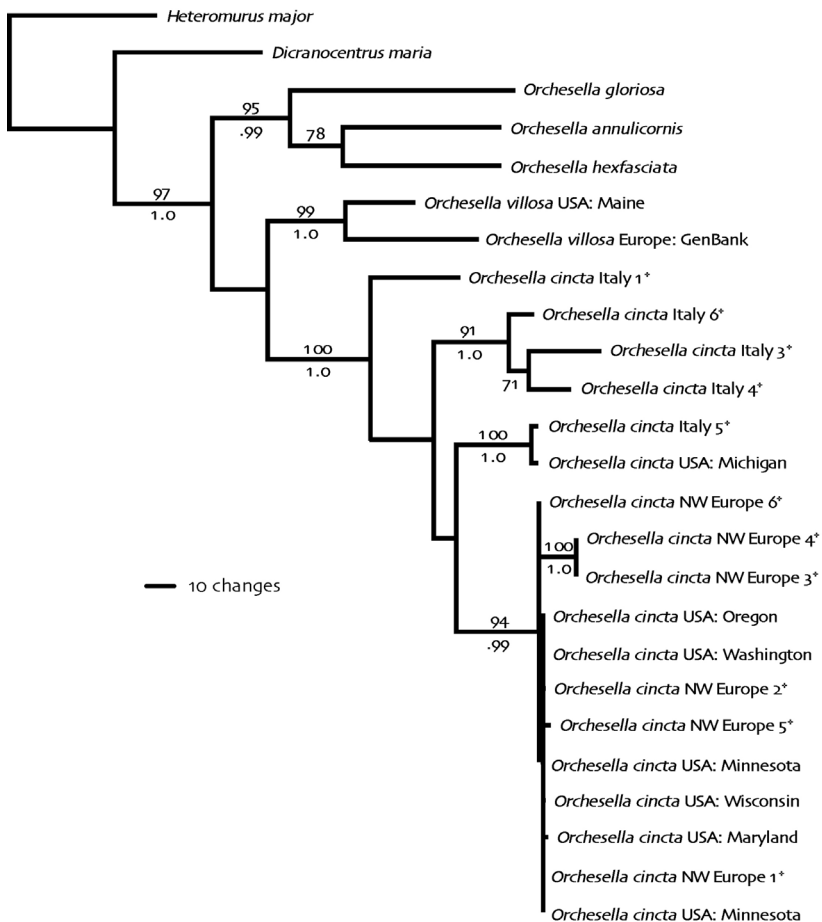 Heteromurus major
Dicranocentrus maria
Orchesella gloriosa
95
.99
Orchesella annulicornis
78
Orchesella hexfasciata
97
1.0
Orchesella villosa USA: Maine
99
1.0
Orchesella villosa Europe: GenBank
Orchesella cincta Italy 1*
Orchesella cincta Italy 6*
91
1.0
Orchesella cincta Italy 3*
100
1.0
71
Orchesella cincta Italy 4*
Orchesella cincta Italy 5*
100
1.0
Orchesella cincta USA: Michigan
Orchesella cincta NW Europe 6*
Orchesella cincta NW Europe 4*
100
1.0
Orchesella cincta NW Europe 3*
10 changes
Orchesella cincta USA: Oregon
94
.99
Orchesella cincta USA: Washington
Orchesella cincta NW Europe 2*
Orchesella cincta NW Europe 5*
Orchesella cincta USA: Minnesota
Orchesella cincta USA: Wisconsin
Orchesella cincta USA: Maryland
Orchesella cincta NW Europe 1*
Orchesella cincta USA: Minnesota